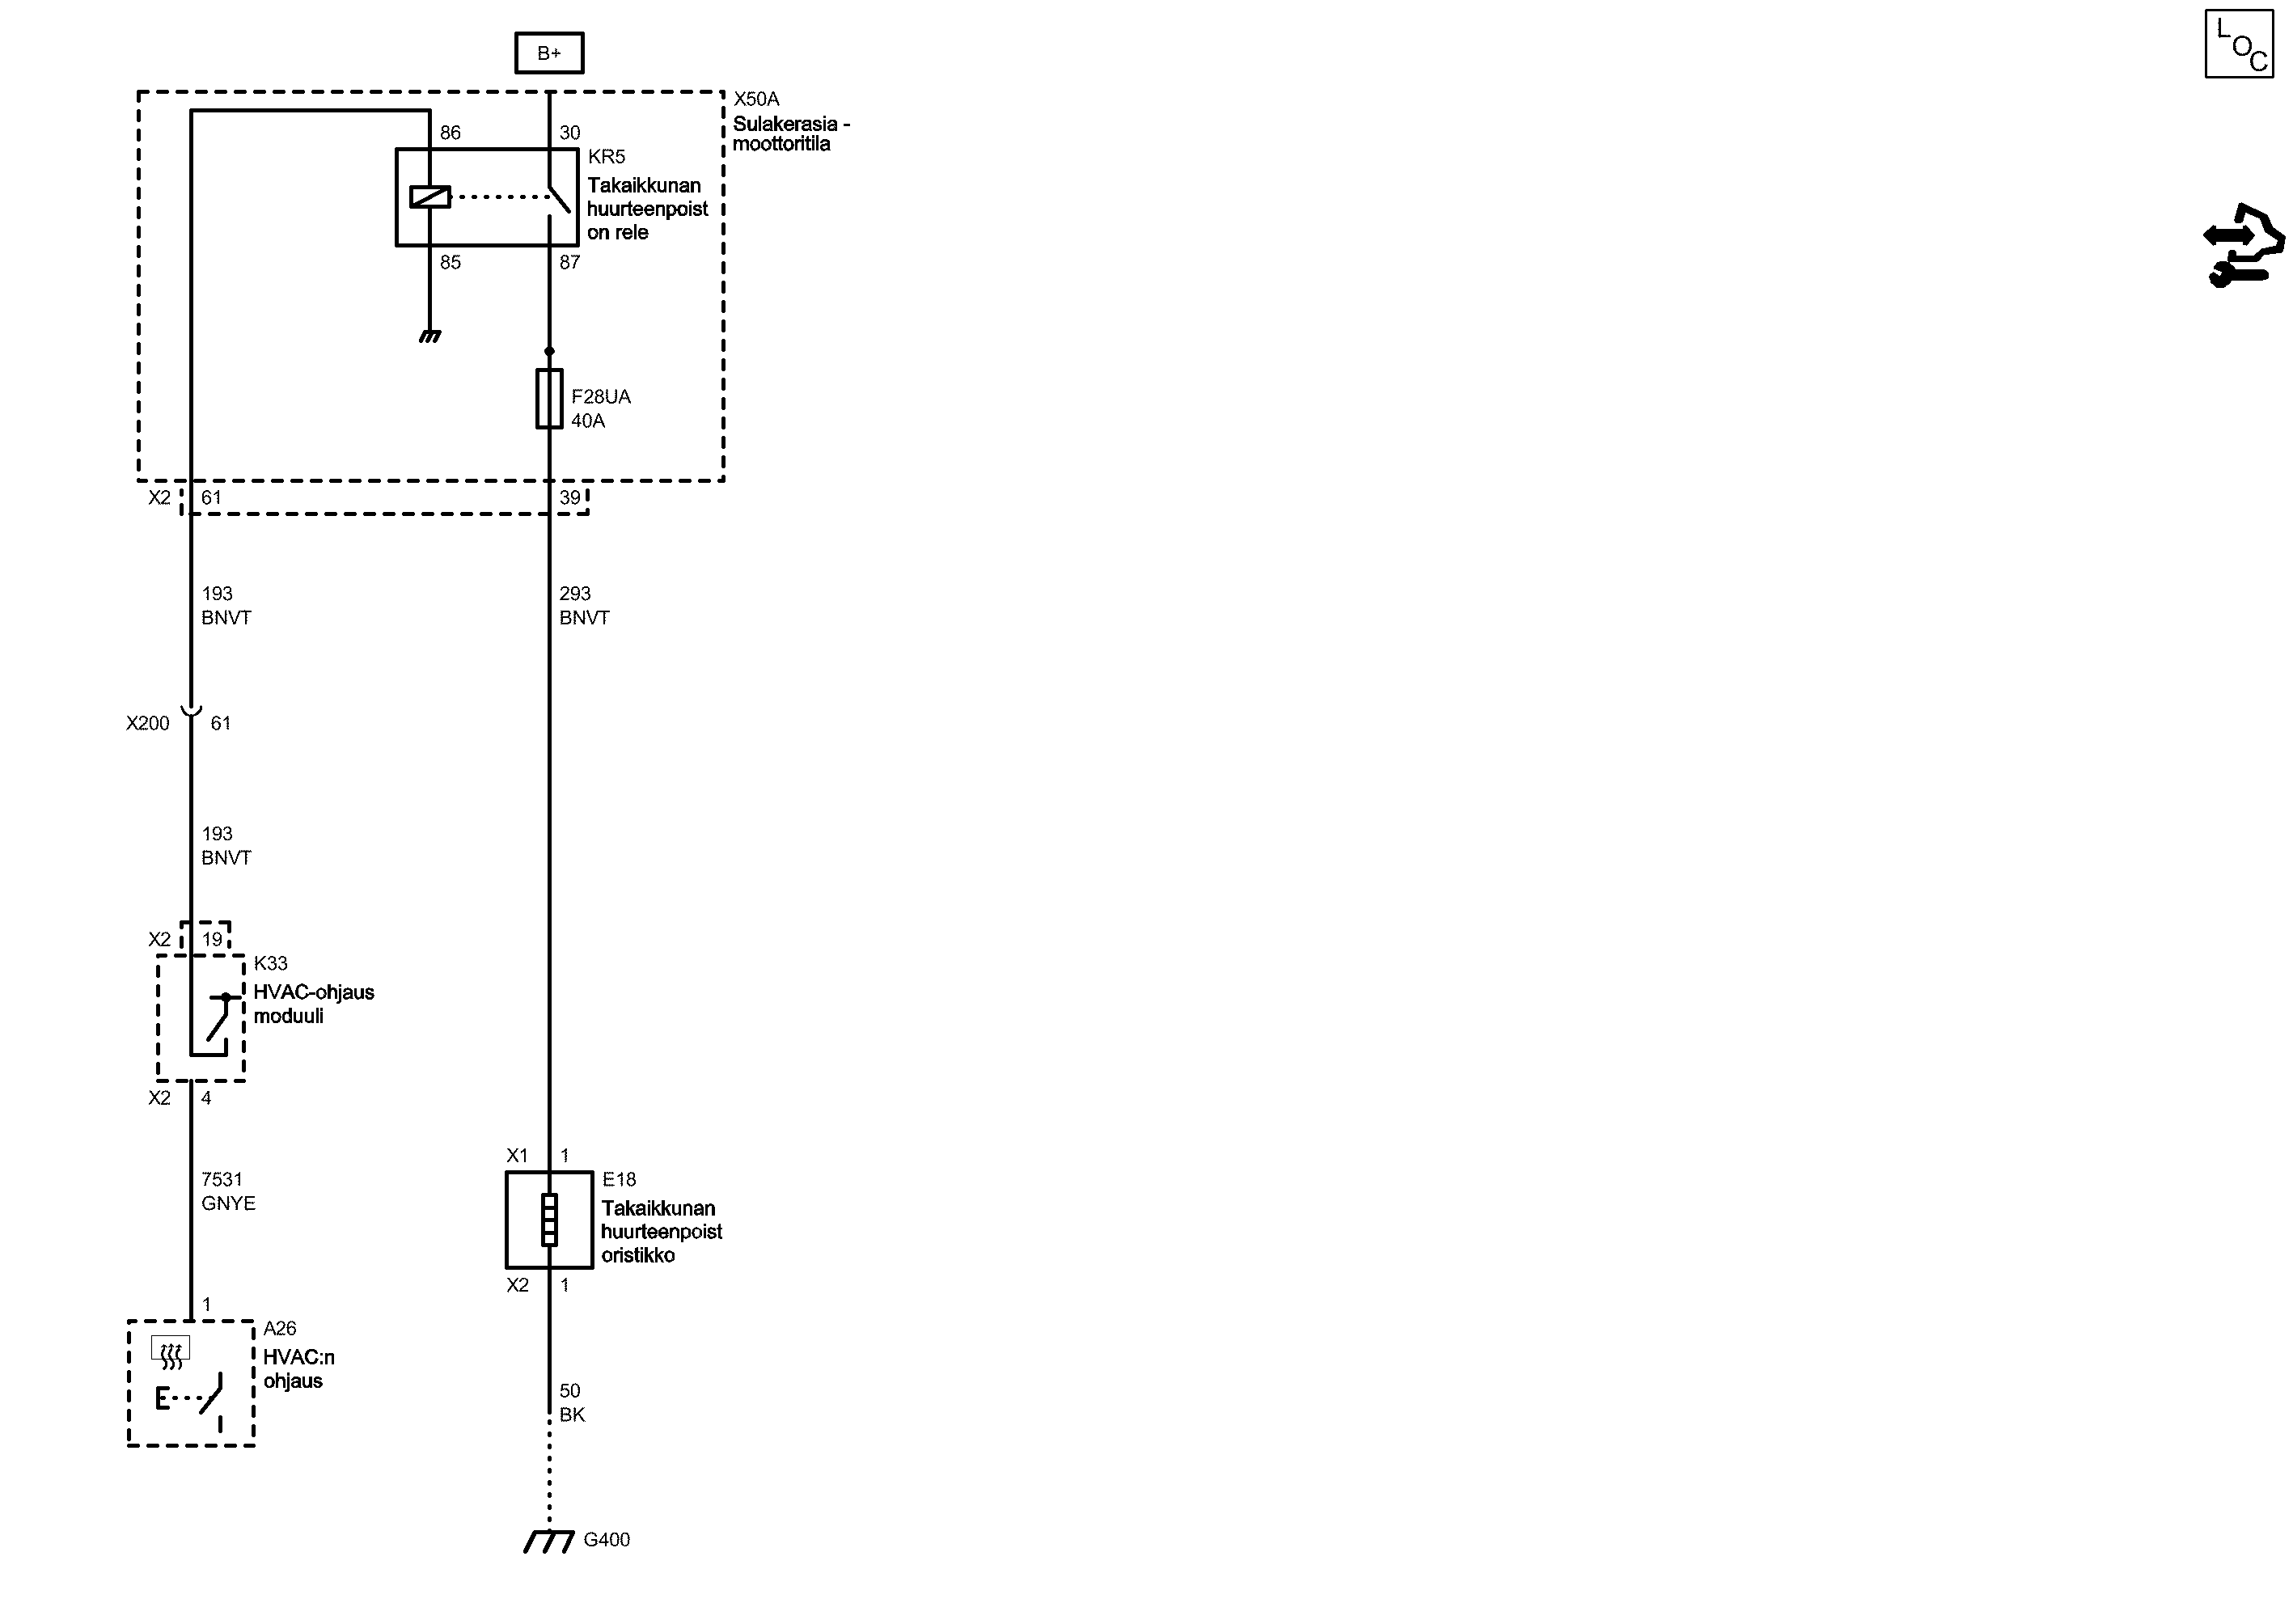 B+
LOC
X50A
Sulakerasia -
moottoritila
86
30
KR5
Takaikkunan
huurteenpoist
on rele
85
87
F28UA
40A
X2
61
39
193
BNVT
293
BNVT
X200
61
193
BNVT
X2
19
K33
HVAC-ohjaus
moduuli
X2
4
X1
1
7531
GNYE
E18
Takaikkunan
huurteenpoist
oristikko
X2
1
1
A26
HVAC:n
ohjaus
50
BK
G400